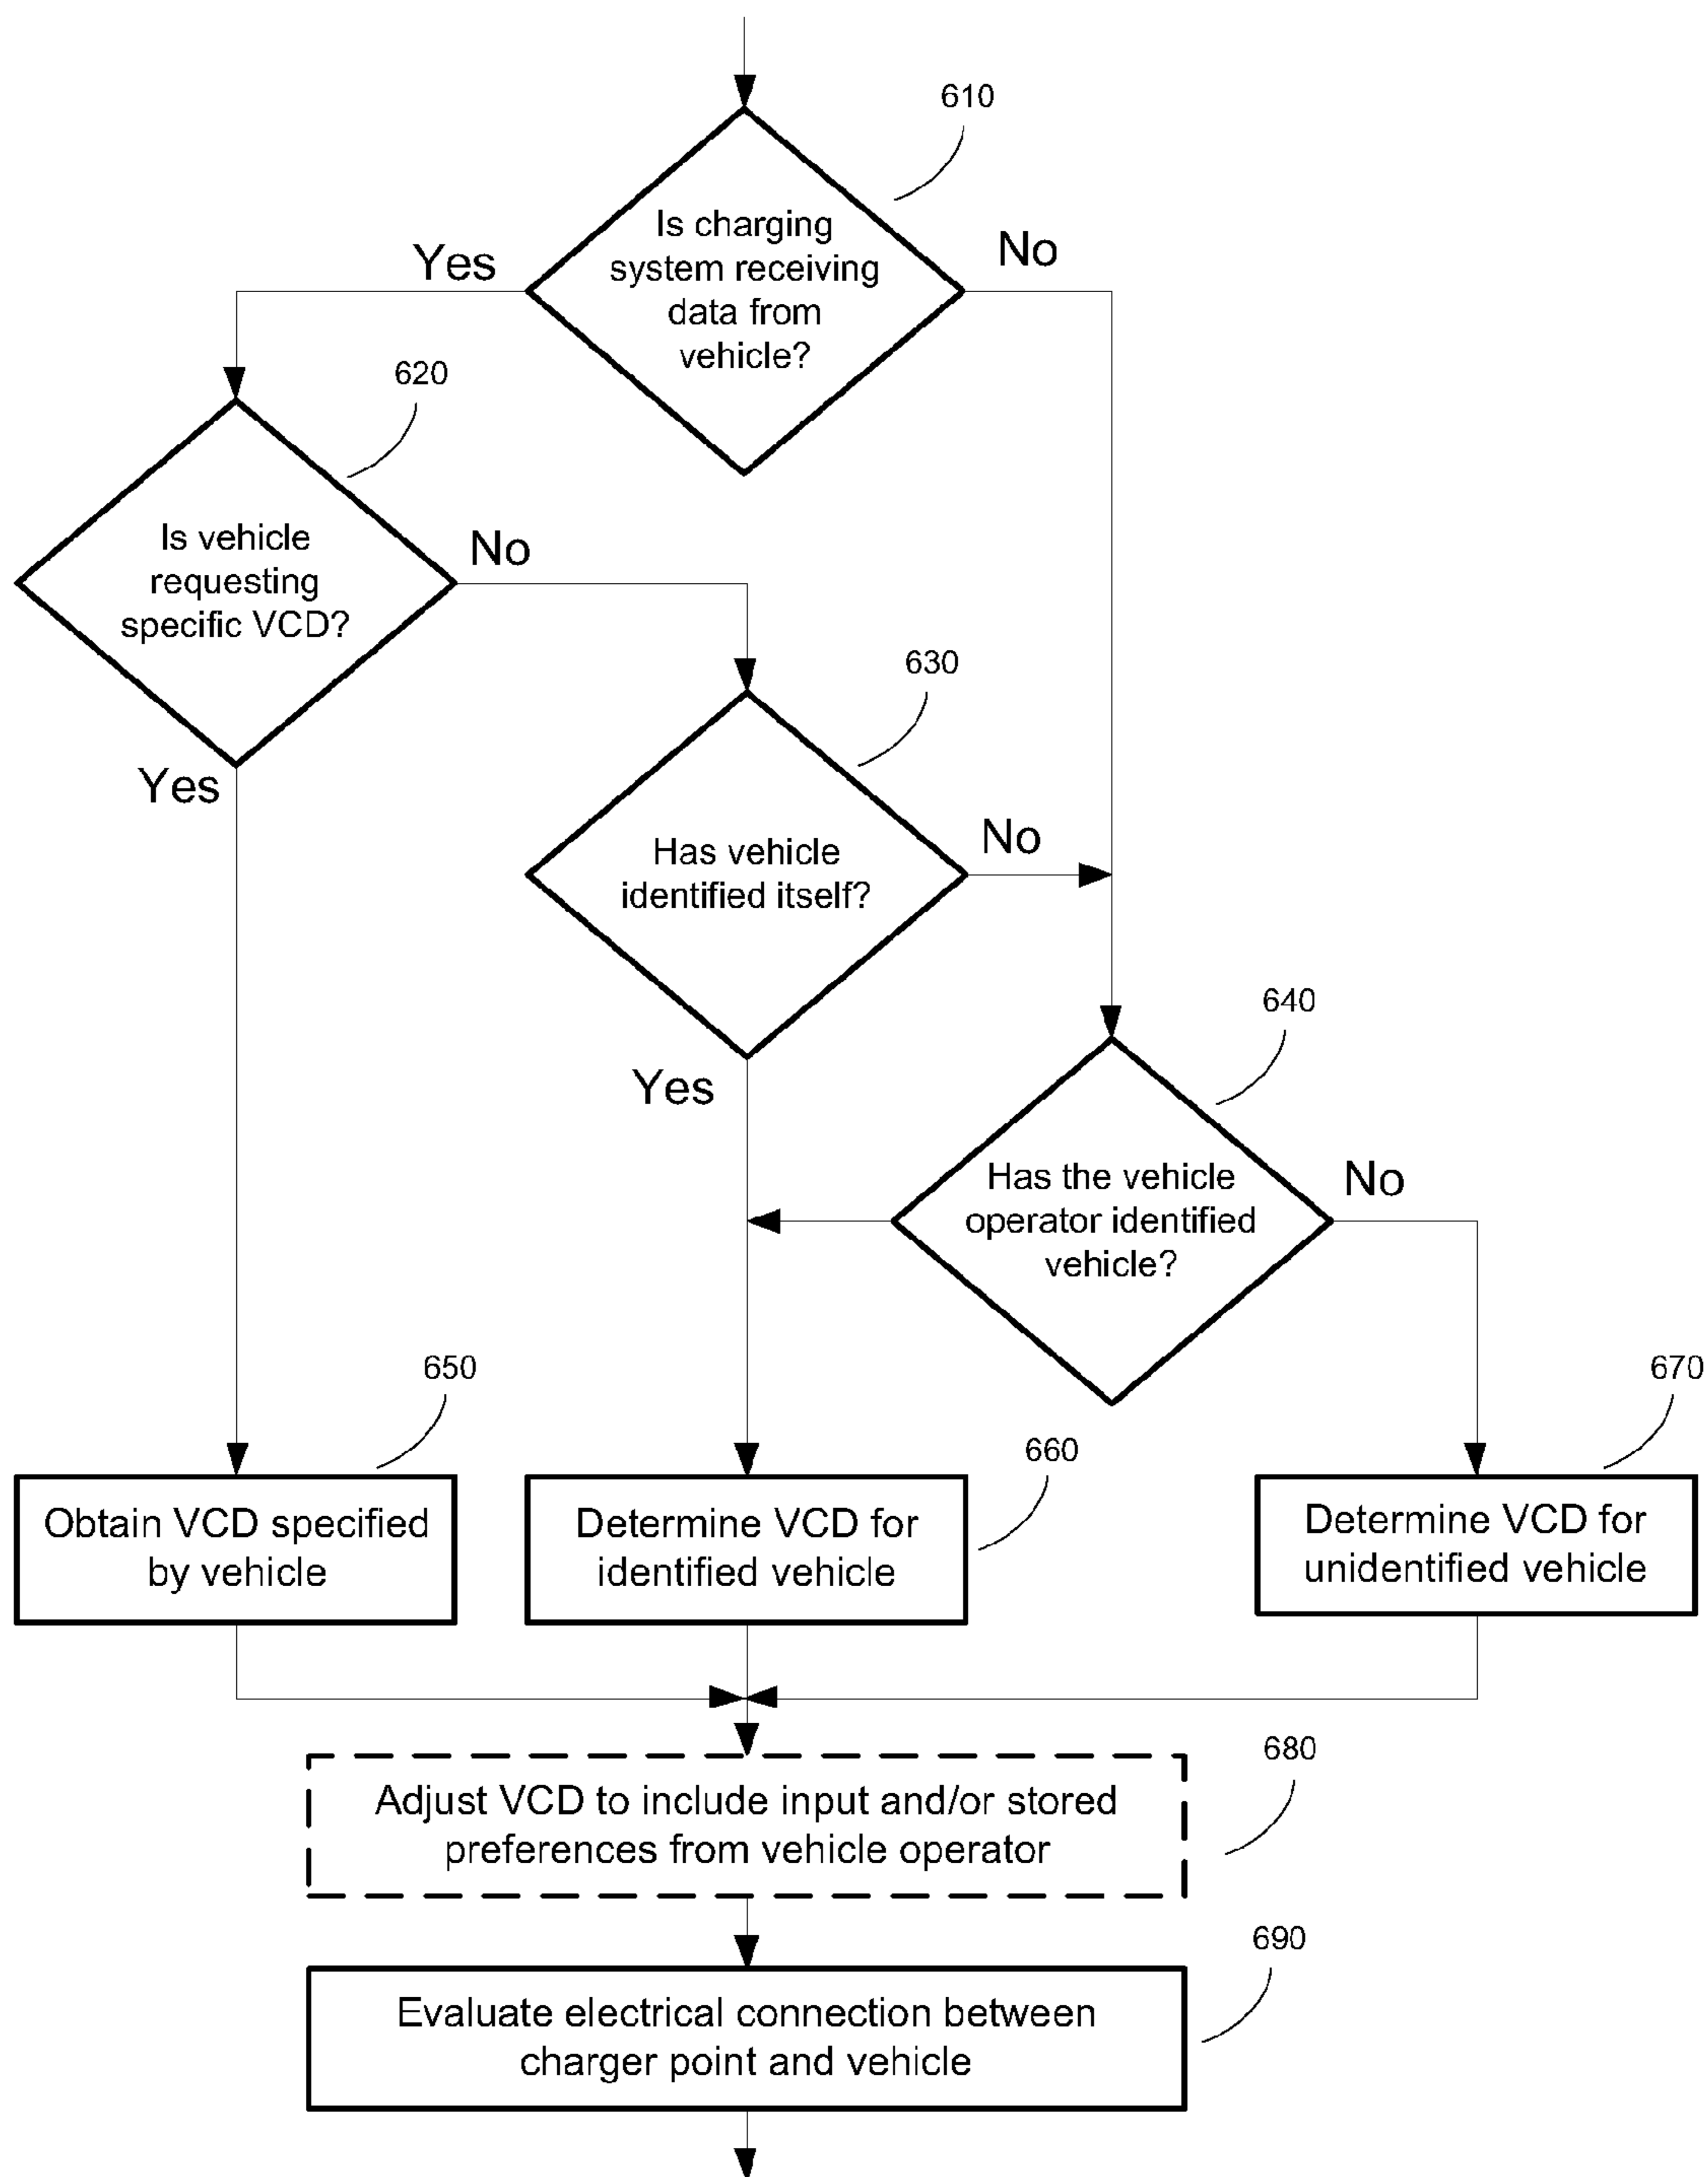 610
Is charging
system receiving
data from
vehicle?
Yes
No
620
Is vehicle
requesting
specific VCD?
No
Yes
630
Has vehicle
identified itself?
No
Yes
640
Has the vehicle
operator identified
vehicle?
No
650
Obtain VCD specified
by vehicle
660
Determine VCD for
identified vehicle
670
Determine VCD for
unidentified vehicle
680
Adjust VCD to include input and/or stored
preferences from vehicle operator
690
Evaluate electrical connection between
charger point and vehicle